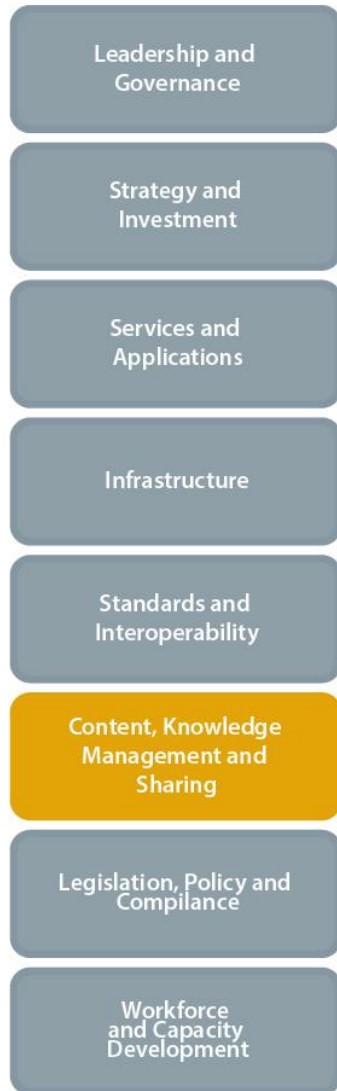 Leadership and
Governance
Strategy and
Investment
Services and
Applications
Infrastructure
Standards and
Interoperability
Content, Knowledge
Management and
Sharing
Legislation, Policy and
Compilance
Workforce
and Capacity
Development